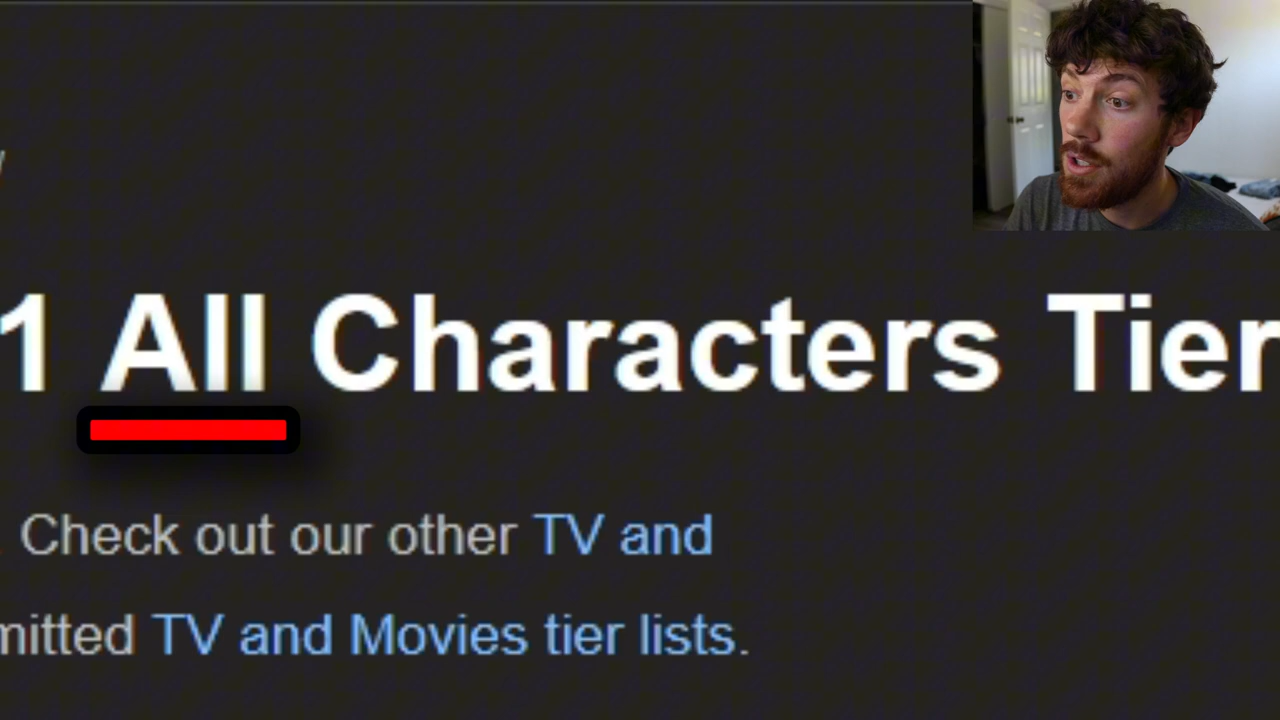 1 All Characters Tier
Check out our other TV and
mitted TV and Movies tier lists.